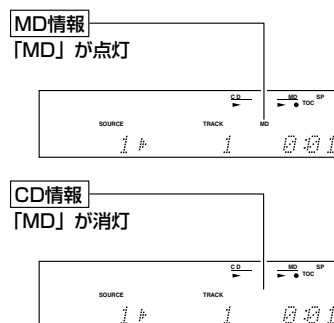 MD情報
「MD」が点灯
CD MD SP
TOC
SOURCE TRACK MD
1 1 0:01
CD情報
「MD」が消灯
CD MD SP
TOC
SOURCE TRACK
1 1 0:01